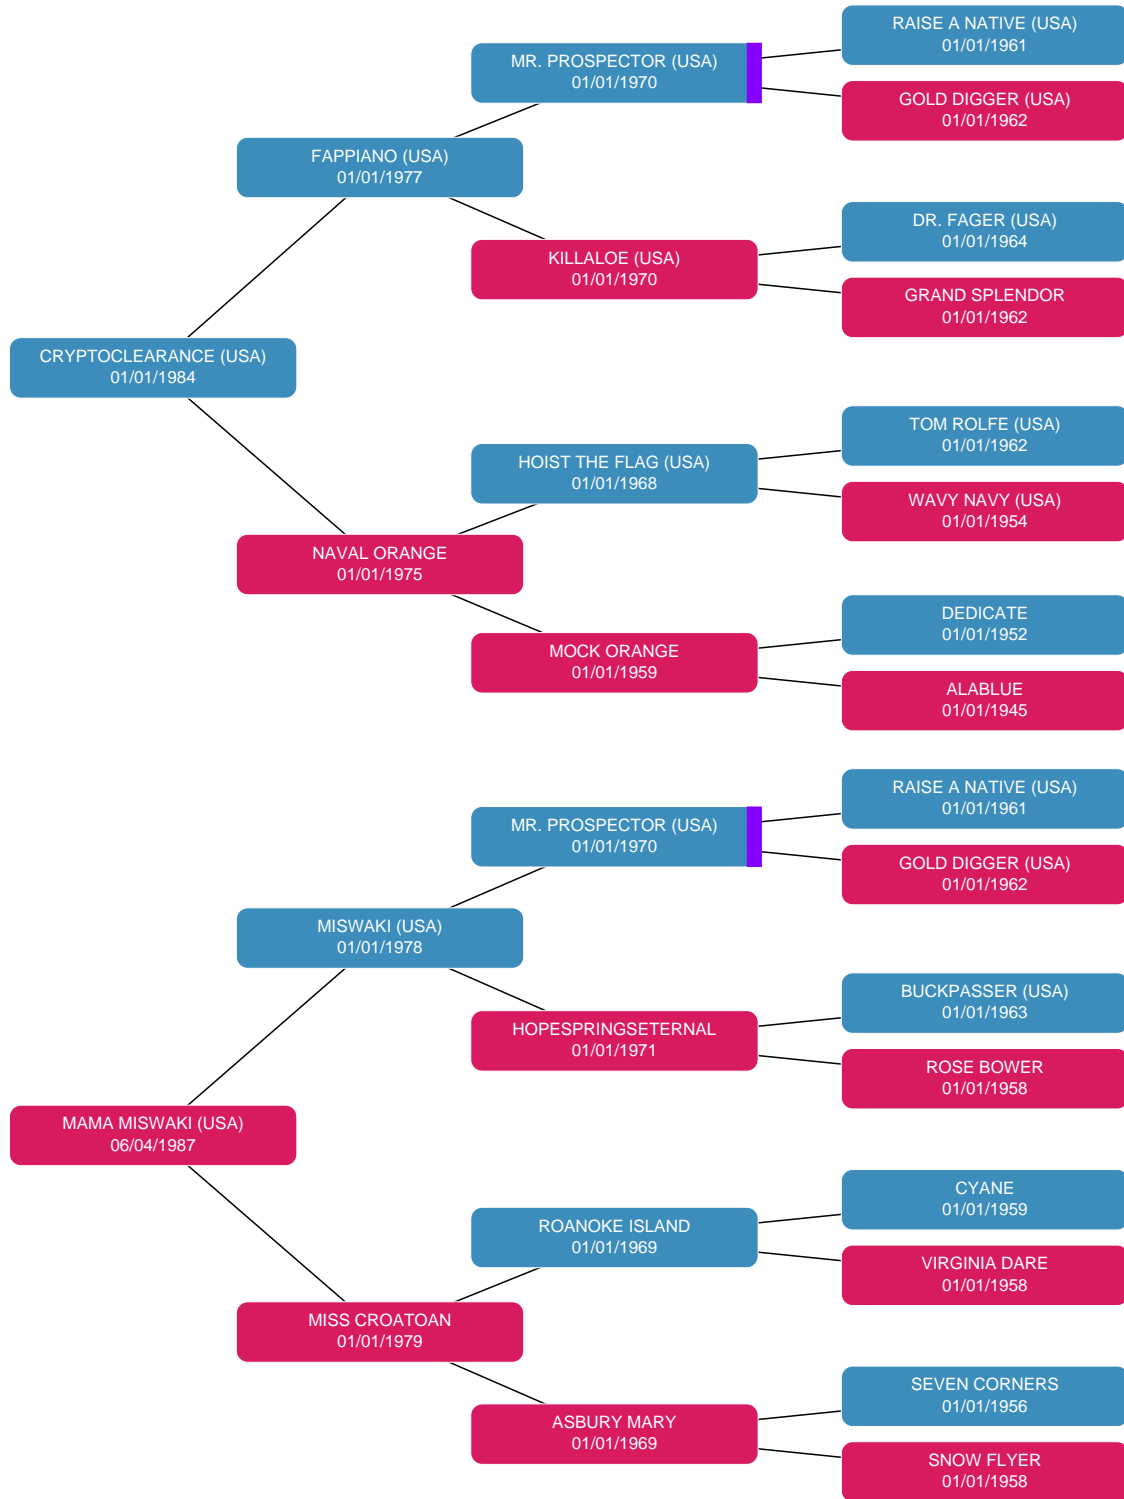 RAISE A NATIVE (USA)
01/01/1961
MR. PROSPECTOR (USA)
01/01/1970
GOLD DIGGER (USA)
01/01/1962
FAPPIANO (USA)
01/01/1977
DR. FAGER (USA)
01/01/1964
KILLALOE (USA)
01/01/1970
GRAND SPLENDOR
01/01/1962
CRYPTOCLEARANCE (USA)
01/01/1984
TOM ROLFE (USA)
01/01/1962
HOIST THE FLAG (USA)
01/01/1968
WAVY NAVY (USA)
01/01/1954
NAVAL ORANGE
01/01/1975
DEDICATE
01/01/1952
MOCK ORANGE
01/01/1959
ALABLUE
01/01/1945
RAISE A NATIVE (USA)
01/01/1961
MR. PROSPECTOR (USA)
01/01/1970
GOLD DIGGER (USA)
01/01/1962
MISWAKI (USA)
01/01/1978
BUCKPASSER (USA)
01/01/1963
HOPESPRINGSETERNAL
01/01/1971
ROSE BOWER
01/01/1958
MAMA MISWAKI (USA)
06/04/1987
CYANE
01/01/1959
ROANOKE ISLAND
01/01/1969
VIRGINIA DARE
01/01/1958
MISS CROATOAN
01/01/1979
SEVEN CORNERS
01/01/1956
ASBURY MARY
01/01/1969
SNOW FLYER
01/01/1958